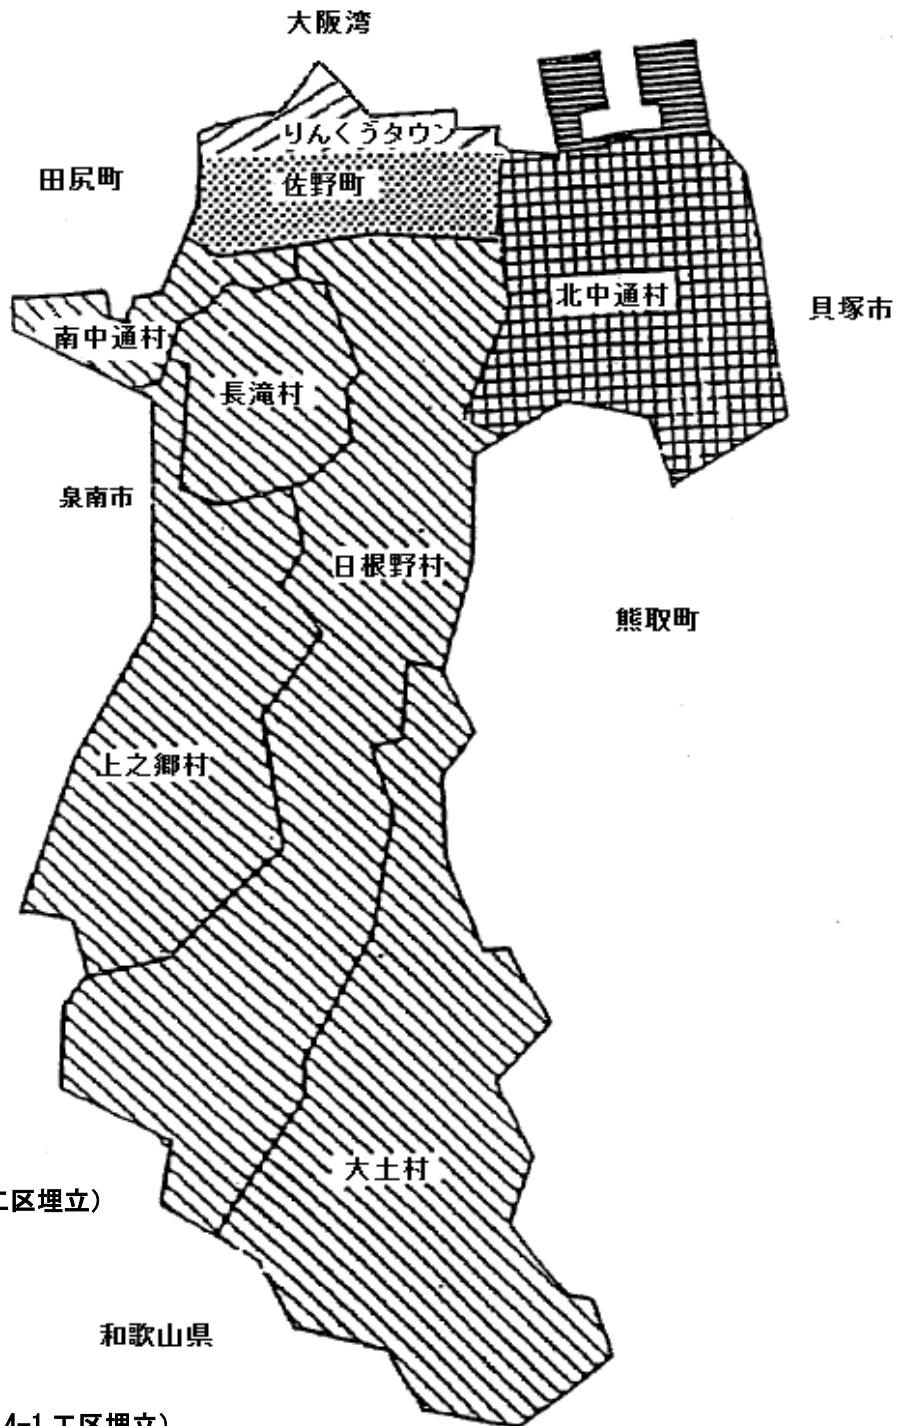 大阪湾
りんくうタウン
田尻町
佐野町
北中通村
貝塚市
南中通村
長滝村
泉南市
日根野村
熊取町
上之郷村
大土村
工区埋立)
和歌山県
4-1 工区埋立)